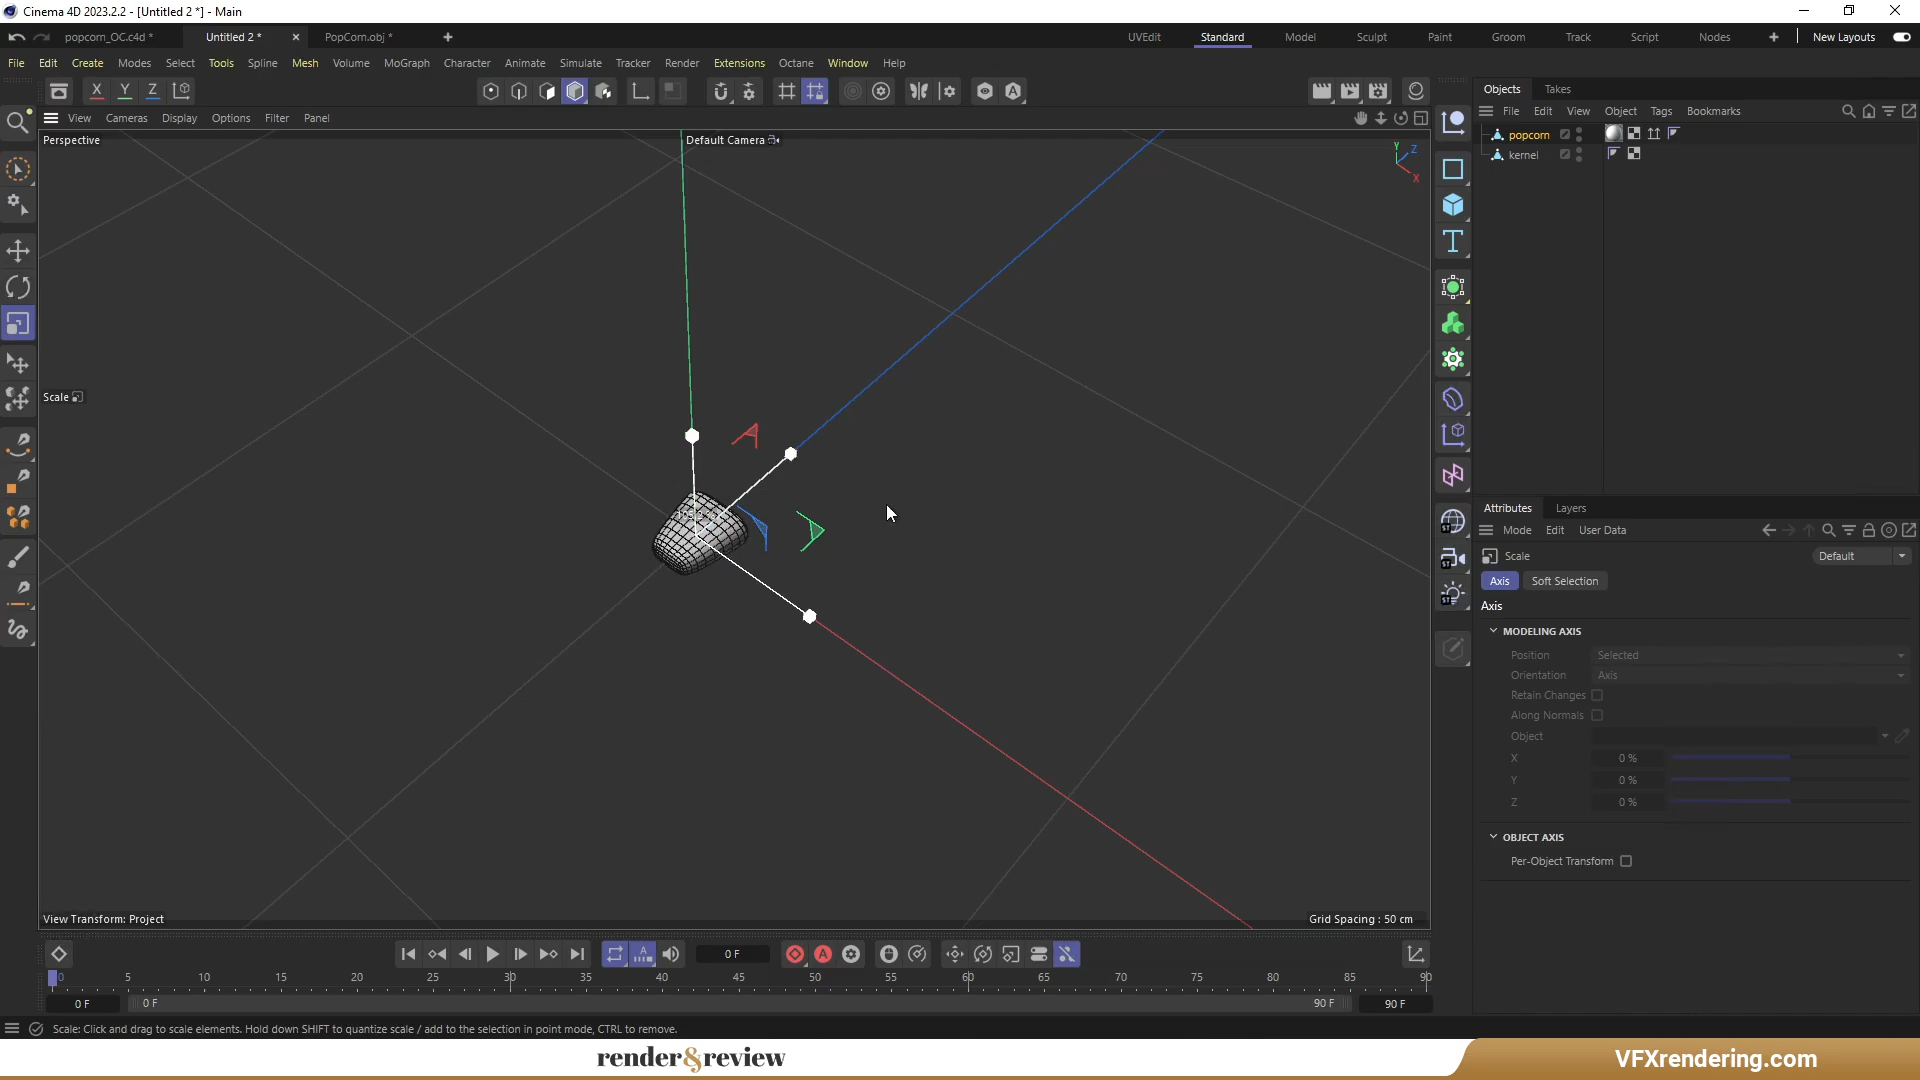 Cinema 4D 2023.2.2 - [Untitled 2 *] - Main
popcorn_OC.c4d *
Untitled 2 *
PopCorn.obj *
UVEdit
Standard
Model
Sculpt
Paint
Groom
Track
Script
Nodes
New Layouts
File Edit Create Modes Select Tools Spline Mesh Volume MoGraph Character Animate Simulate Tracker Render Extensions Octane Window Help
X Y Z
View Cameras Display Options Filter Panel
Perspective
Default Camera
Y Z X
Scale
View Transform: Project
Grid Spacing : 50 cm
Objects Takes
File Edit View Object Tags Bookmarks
popcorn
kernel
Attributes Layers
Mode Edit User Data
Scale
Default
Axis Soft Selection
Axis
MODELING AXIS
Position Selected
Orientation Axis
Retain Changes
Along Normals
Object
X 0 %
Y 0 %
Z 0 %
OBJECT AXIS
Per-Object Transform
0 F
0 5 10 15 20 25 30 35 40 45 50 55 60 65 70 75 80 85 90
0 F 0 F 90 F 90 F
Scale: Click and drag to scale elements. Hold down SHIFT to quantize scale / add to the selection in point mode, CTRL to remove.
render&review
VFXrendering.com